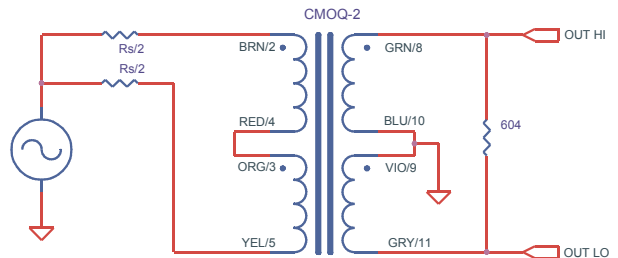 CMOQ-2
Rs/2
BRN/2
GRN/8
OUT HI
Rs/2
RED/4
BLU/10
604
ORG/3
VIO/9
YEL/5
GRY/11
OUT LO